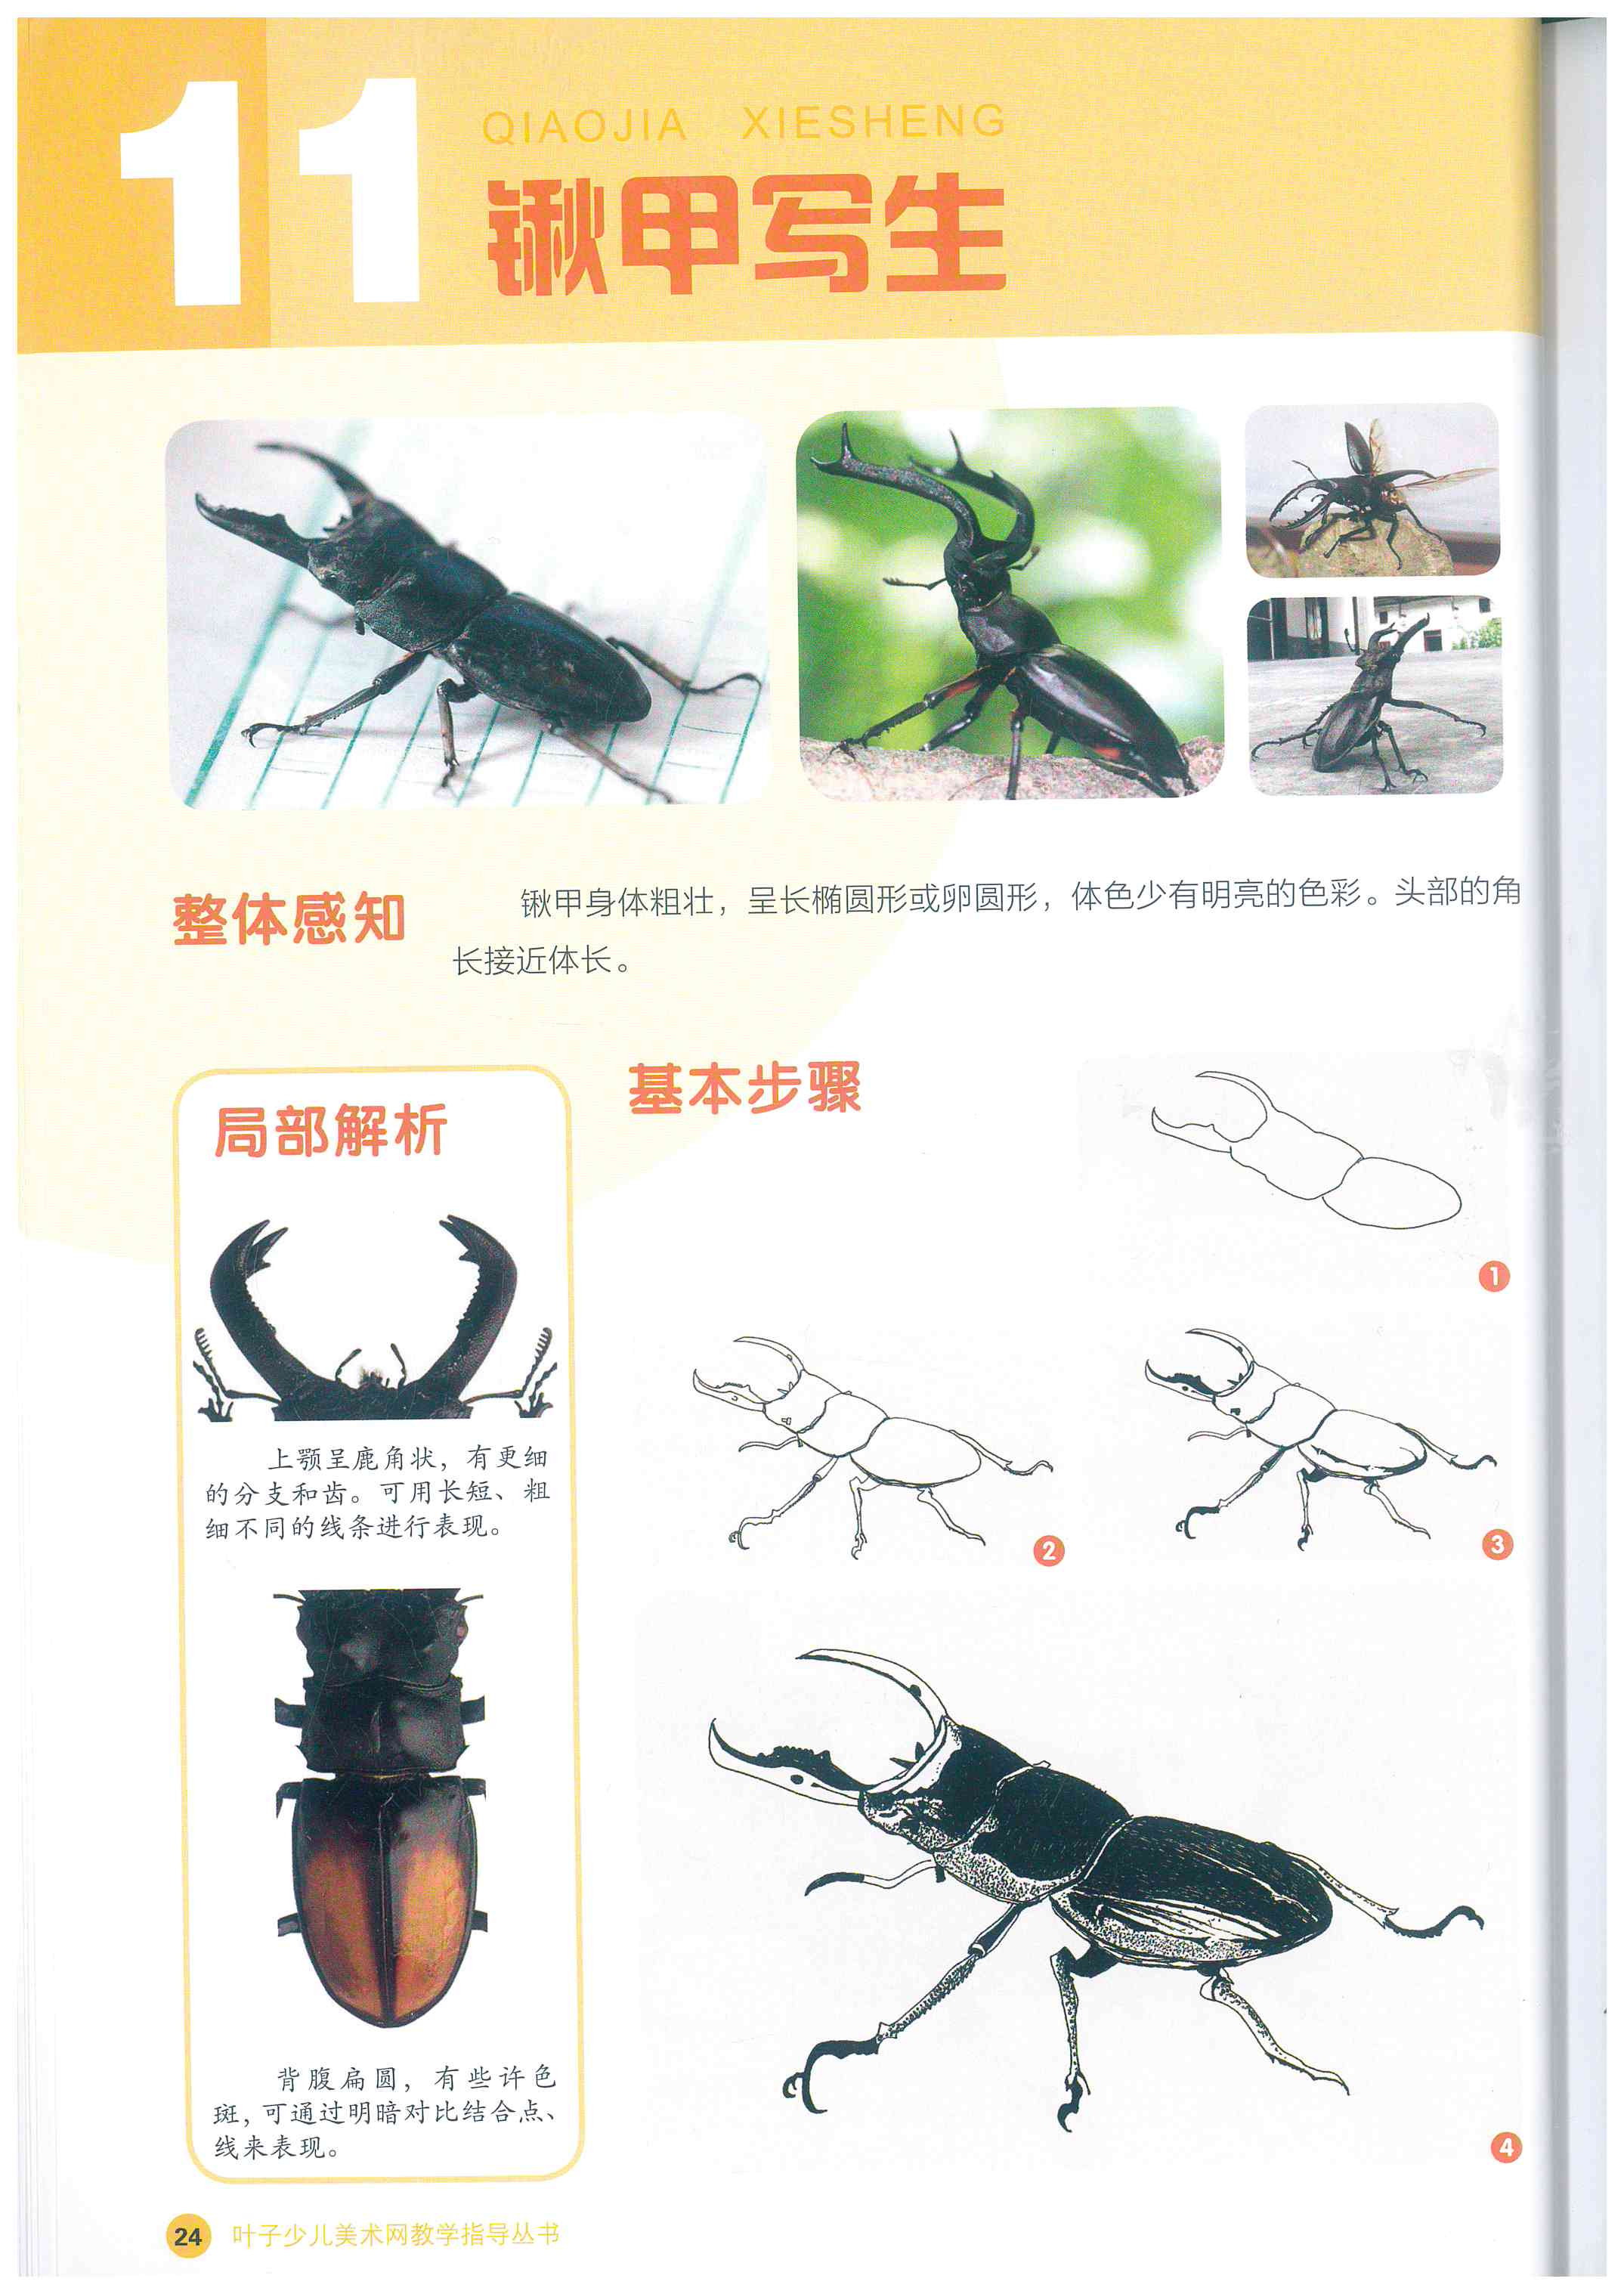 11
QIAOJIA XIESHENG
锹甲写生
整体感知
锹甲身体粗壮，呈长椭圆形或卵圆形，体色少有明亮的色彩。头部的角
长接近体长。
局部解析
上颚呈鹿角状，有更细
的分支和齿。可用长短、粗
细不同的线条进行表现。
背腹扁圆，有些许色
斑，可通过明暗对比结合点、
线来表现。
基本步骤
1
2
3
4
24 叶子少儿美术网教学指导丛书